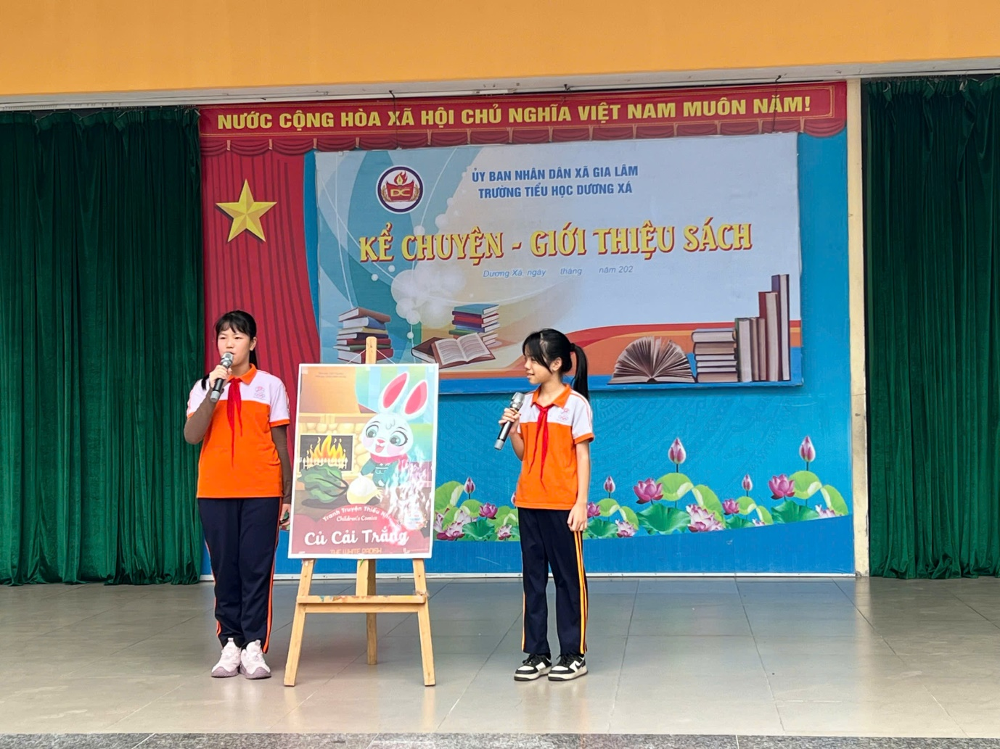 NƯỚC CỘNG HÒA XÃ HỘI CHỦ NGHĨA VIỆT NAM MUÔN NĂM!
ỦY BAN NHÂN DÂN XÃ GIA LÂM
TRƯỜNG TIỂU HỌC DƯƠNG XÁ
KỂ CHUYỆN - GIỚI THIỆU SÁCH
Dương Xá, ngày tháng năm 202
Tranh Truyện Thiếu
Children's Comics
Củ Cải Trắng
THE WHITE RADISH